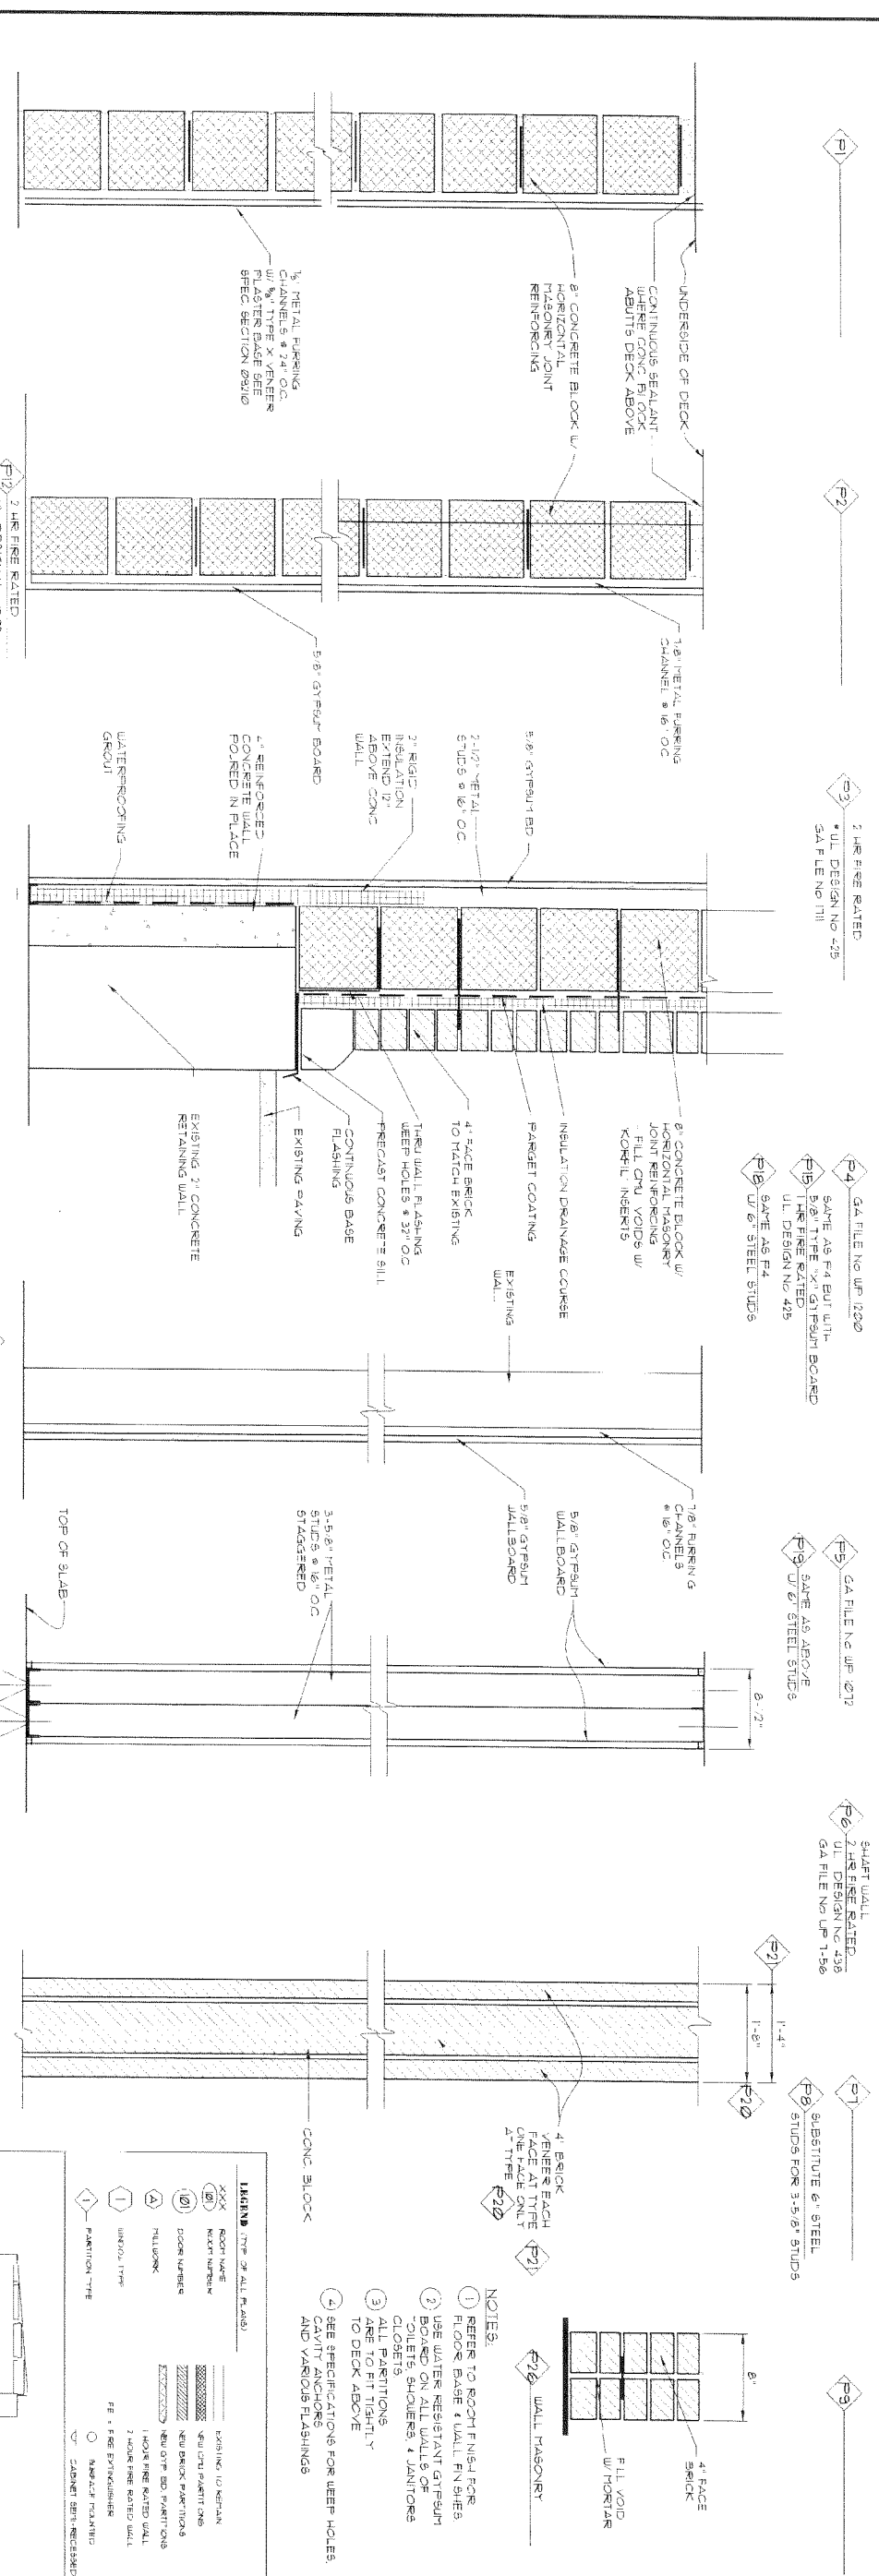 P1
UNDERSIDE OF DECK
CONTINUOUS SEALANT
WHERE CONC BLOCK
ABUTTS DECK ABOVE
8" CONCRETE BLOCK W/
HORIZONTAL
MASONRY JOINT
REINFORCING
METAL FURRING
CHANNELS @ 24" O.C.
W/ 5/8" TYPE X VENEER
PLASTER BASE SEE
SPEC. SECTION 09210
P2
7/8" METAL FURRING
CHANNEL @ 16" O.C.
5/8" GYPSUM BOARD
P12
2 HR FIRE RATED
P3
2 HR FIRE RATED
UL DESIGN No 425
GA FILE No 1711
5/8" GYPSUM BD
2-1/2" METAL
STUDS @ 16" O.C.
2" RIGID
INSULATION
EXTEND 12"
ABOVE CONC
WALL
4" REINFORCED
CONCRETE WALL
POURED IN PLACE
WATERPROOFING
GROUT
8" CONCRETE BLOCK W/
HORIZONTAL MASONRY
JOINT REINFORCING
FILL CMU VOIDS W/
'KORFIL' INSERTS
INSULATION DRAINAGE COURSE
PARGET COATING
4" FACE BRICK
TO MATCH EXISTING
THRU WALL FLASHING
WEEP HOLES @ 32" O.C.
PRECAST CONCRETE SILL
CONTINUOUS BASE
FLASHING
EXISTING PAVING
EXISTING 12" CONCRETE
RETAINING WALL
P4
GA FILE No WP 1200
P15
SAME AS P4 BUT WITH
5/8" TYPE "X" GYPSUM BOARD
1 HR FIRE RATED
UL DESIGN No 425
P18
SAME AS P4
W/ 6" STEEL STUDS
EXISTING
WALL
7/8" FURRING
CHANNELS
@ 16" O.C.
5/8" GYPSUM
WALLBOARD
P5
GA FILE No WP 1072
P19
SAME AS ABOVE
W/ 6" STEEL STUDS
8-1/2"
5/8" GYPSUM
WALLBOARD
3-5/8" METAL
STUDS @ 16" O.C.
STAGGERED
TOP OF SLAB
P6
SHAFT WALL
2 HR FIRE RATED
UL DESIGN No 438
GA FILE No WP 7-56
P21
1'-4"
1'-8"
P20
4" BRICK
VENEER EACH
FACE AT TYPE
P20
ONE FACE ONLY
AT TYPE
P21
CONC. BLOCK
P7
P8
SUBSTITUTE 6" STEEL
STUDS FOR 3-5/8" STUDS
P9
8"
4" FACE
BRICK
FILL VOID
W/ MORTAR
P26
WALL MASONRY
NOTES:
1 REFER TO ROOM FINISH FOR
FLOOR, BASE & WALL FINISHES
2 USE WATER RESISTANT GYPSUM
BOARD ON ALL WALLS OF
TOILETS, SHOWERS, & JANITORS
CLOSETS
3 ALL PARTITIONS
ARE TO FIT TIGHTLY
TO DECK ABOVE
4 SEE SPECIFICATIONS FOR WEEP HOLES,
CAVITY ANCHORS
AND VARIOUS FLASHINGS
LEGEND (TYP OF ALL PLANS)
XXX ROOM NAME
101 ROOM NUMBER
101 DOOR NUMBER
A MILLWORK
1 WINDOW TYPE
1 PARTITION TYPE
EXISTING TO REMAIN
NEW CMU PARTITIONS
NEW BRICK PARTITIONS
NEW GYP BD PARTITIONS
1 HOUR FIRE RATED WALL
2 HOUR FIRE RATED WALL
FE = FIRE EXTINGUISHER
SURFACE MOUNTED
CABINET SEMI-RECESSED